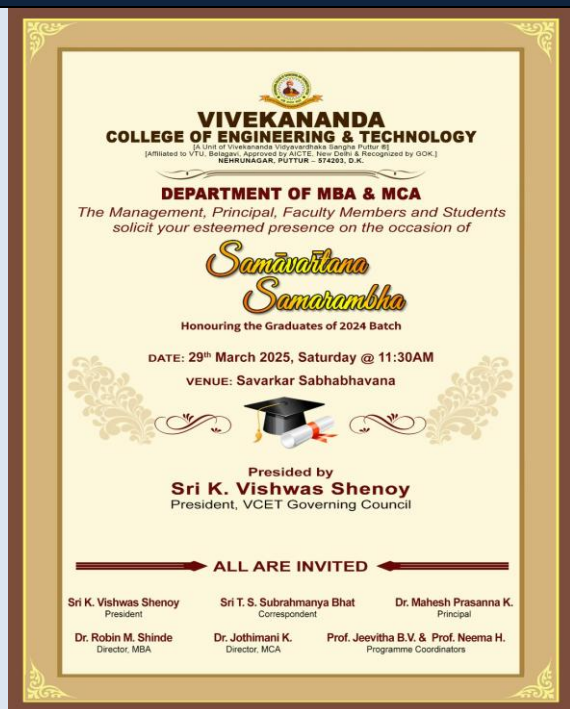 VIVEKANANDA
COLLEGE OF ENGINEERING & TECHNOLOGY
[A Unit of Vivekananda Vidyavardhaka Sangha Puttur ®]
[Affiliated to VTU, Belagavi, Approved by AICTE, New Delhi & Recognized by GOK.]
NEHRUNAGAR, PUTTUR – 574203, D.K.
DEPARTMENT OF MBA & MCA
The Management, Principal, Faculty Members and Students
solicit your esteemed presence on the occasion of
Samāvartana
Samarambha
Honouring the Graduates of 2024 Batch
DATE: 29th March 2025, Saturday @ 11:30AM
VENUE: Savarkar Sabhabhavana
Presided by
Sri K. Vishwas Shenoy
President, VCET Governing Council
ALL ARE INVITED
Sri K. Vishwas Shenoy Sri T. S. Subrahmanya Bhat Dr. Mahesh Prasanna K.
President Correspondent Principal
Dr. Robin M. Shinde Dr. Jothimani K. Prof. Jeevitha B.V. & Prof. Neema H.
Director, MBA Director, MCA Programme Coordinators